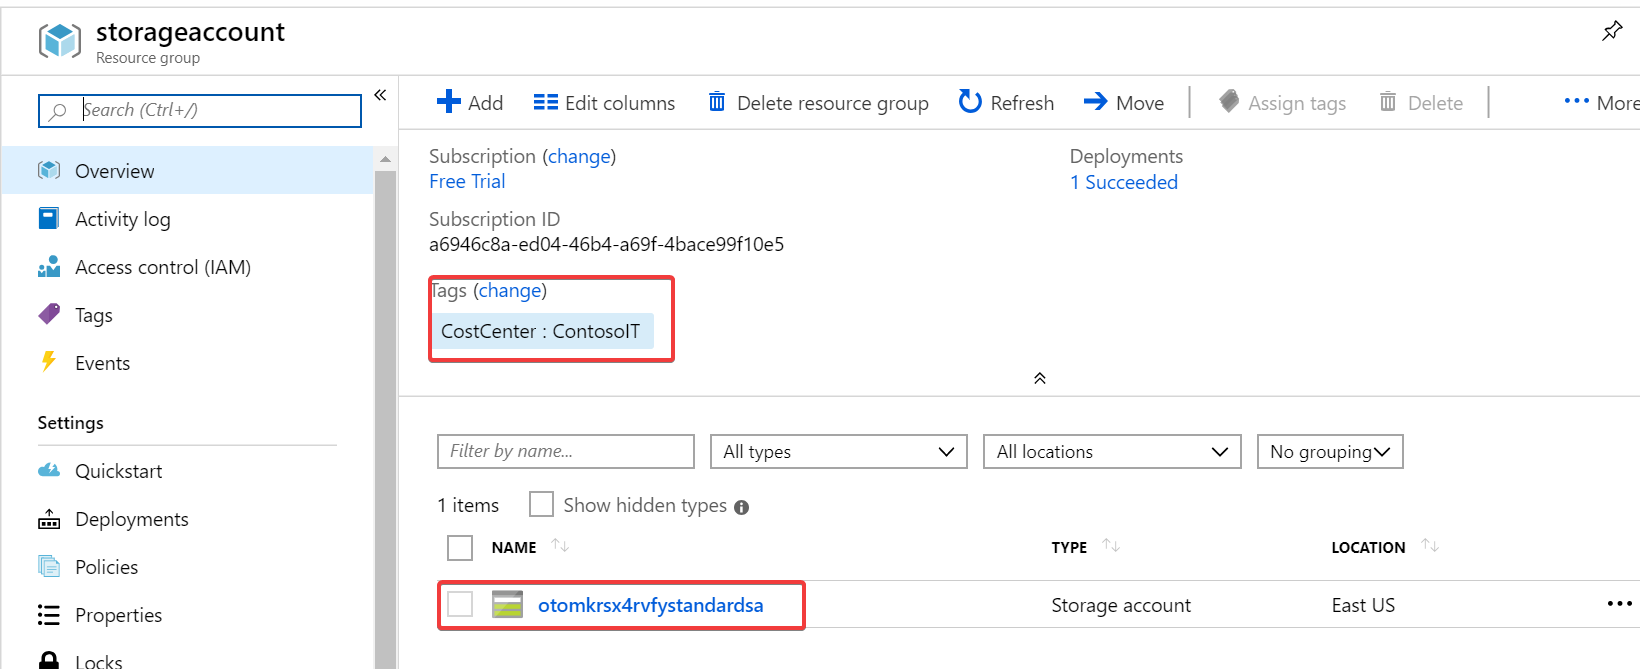 storageaccount
Resource group
Search (Ctrl+/)
Overview
Activity log
Access control (IAM)
Tags
Events
Settings
Quickstart
Deployments
Policies
Properties
Locks
Add Edit columns Delete resource group Refresh Move Assign tags Delete More
Subscription (change)
Free Trial
Deployments
1 Succeeded
Subscription ID
a6946c8a-ed04-46b4-a69f-4bace99f10e5
Tags (change)
CostCenter : ContosoIT
Filter by name... All types All locations No grouping
1 items Show hidden types
NAME TYPE LOCATION
otomkrsx4rvfystandardsa Storage account East US